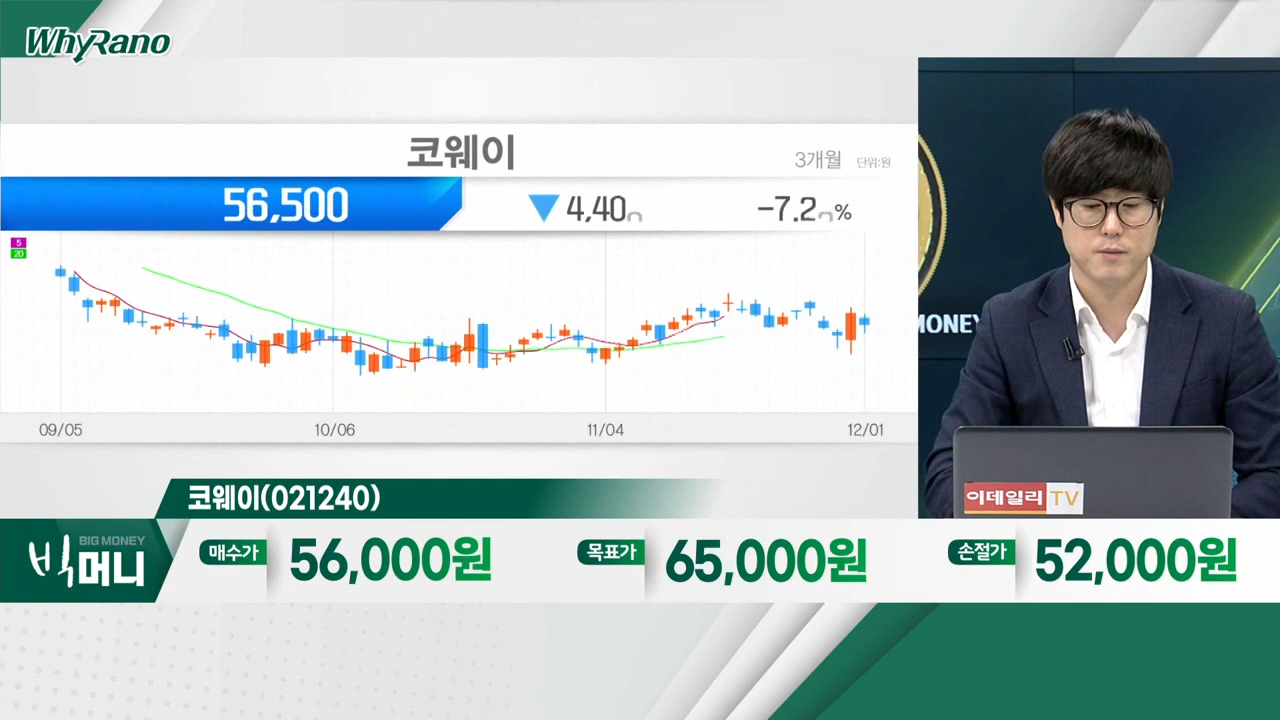 WhyRano
코웨이
3개월 단위:원
56,500
▼ 4,40
-7.2 %
5
20
09/05 10/06 11/04 12/01
MONEY
이데일리 TV
코웨이(021240)
BIG MONEY
빅머니
매수가 56,000원 목표가 65,000원 손절가 52,000원